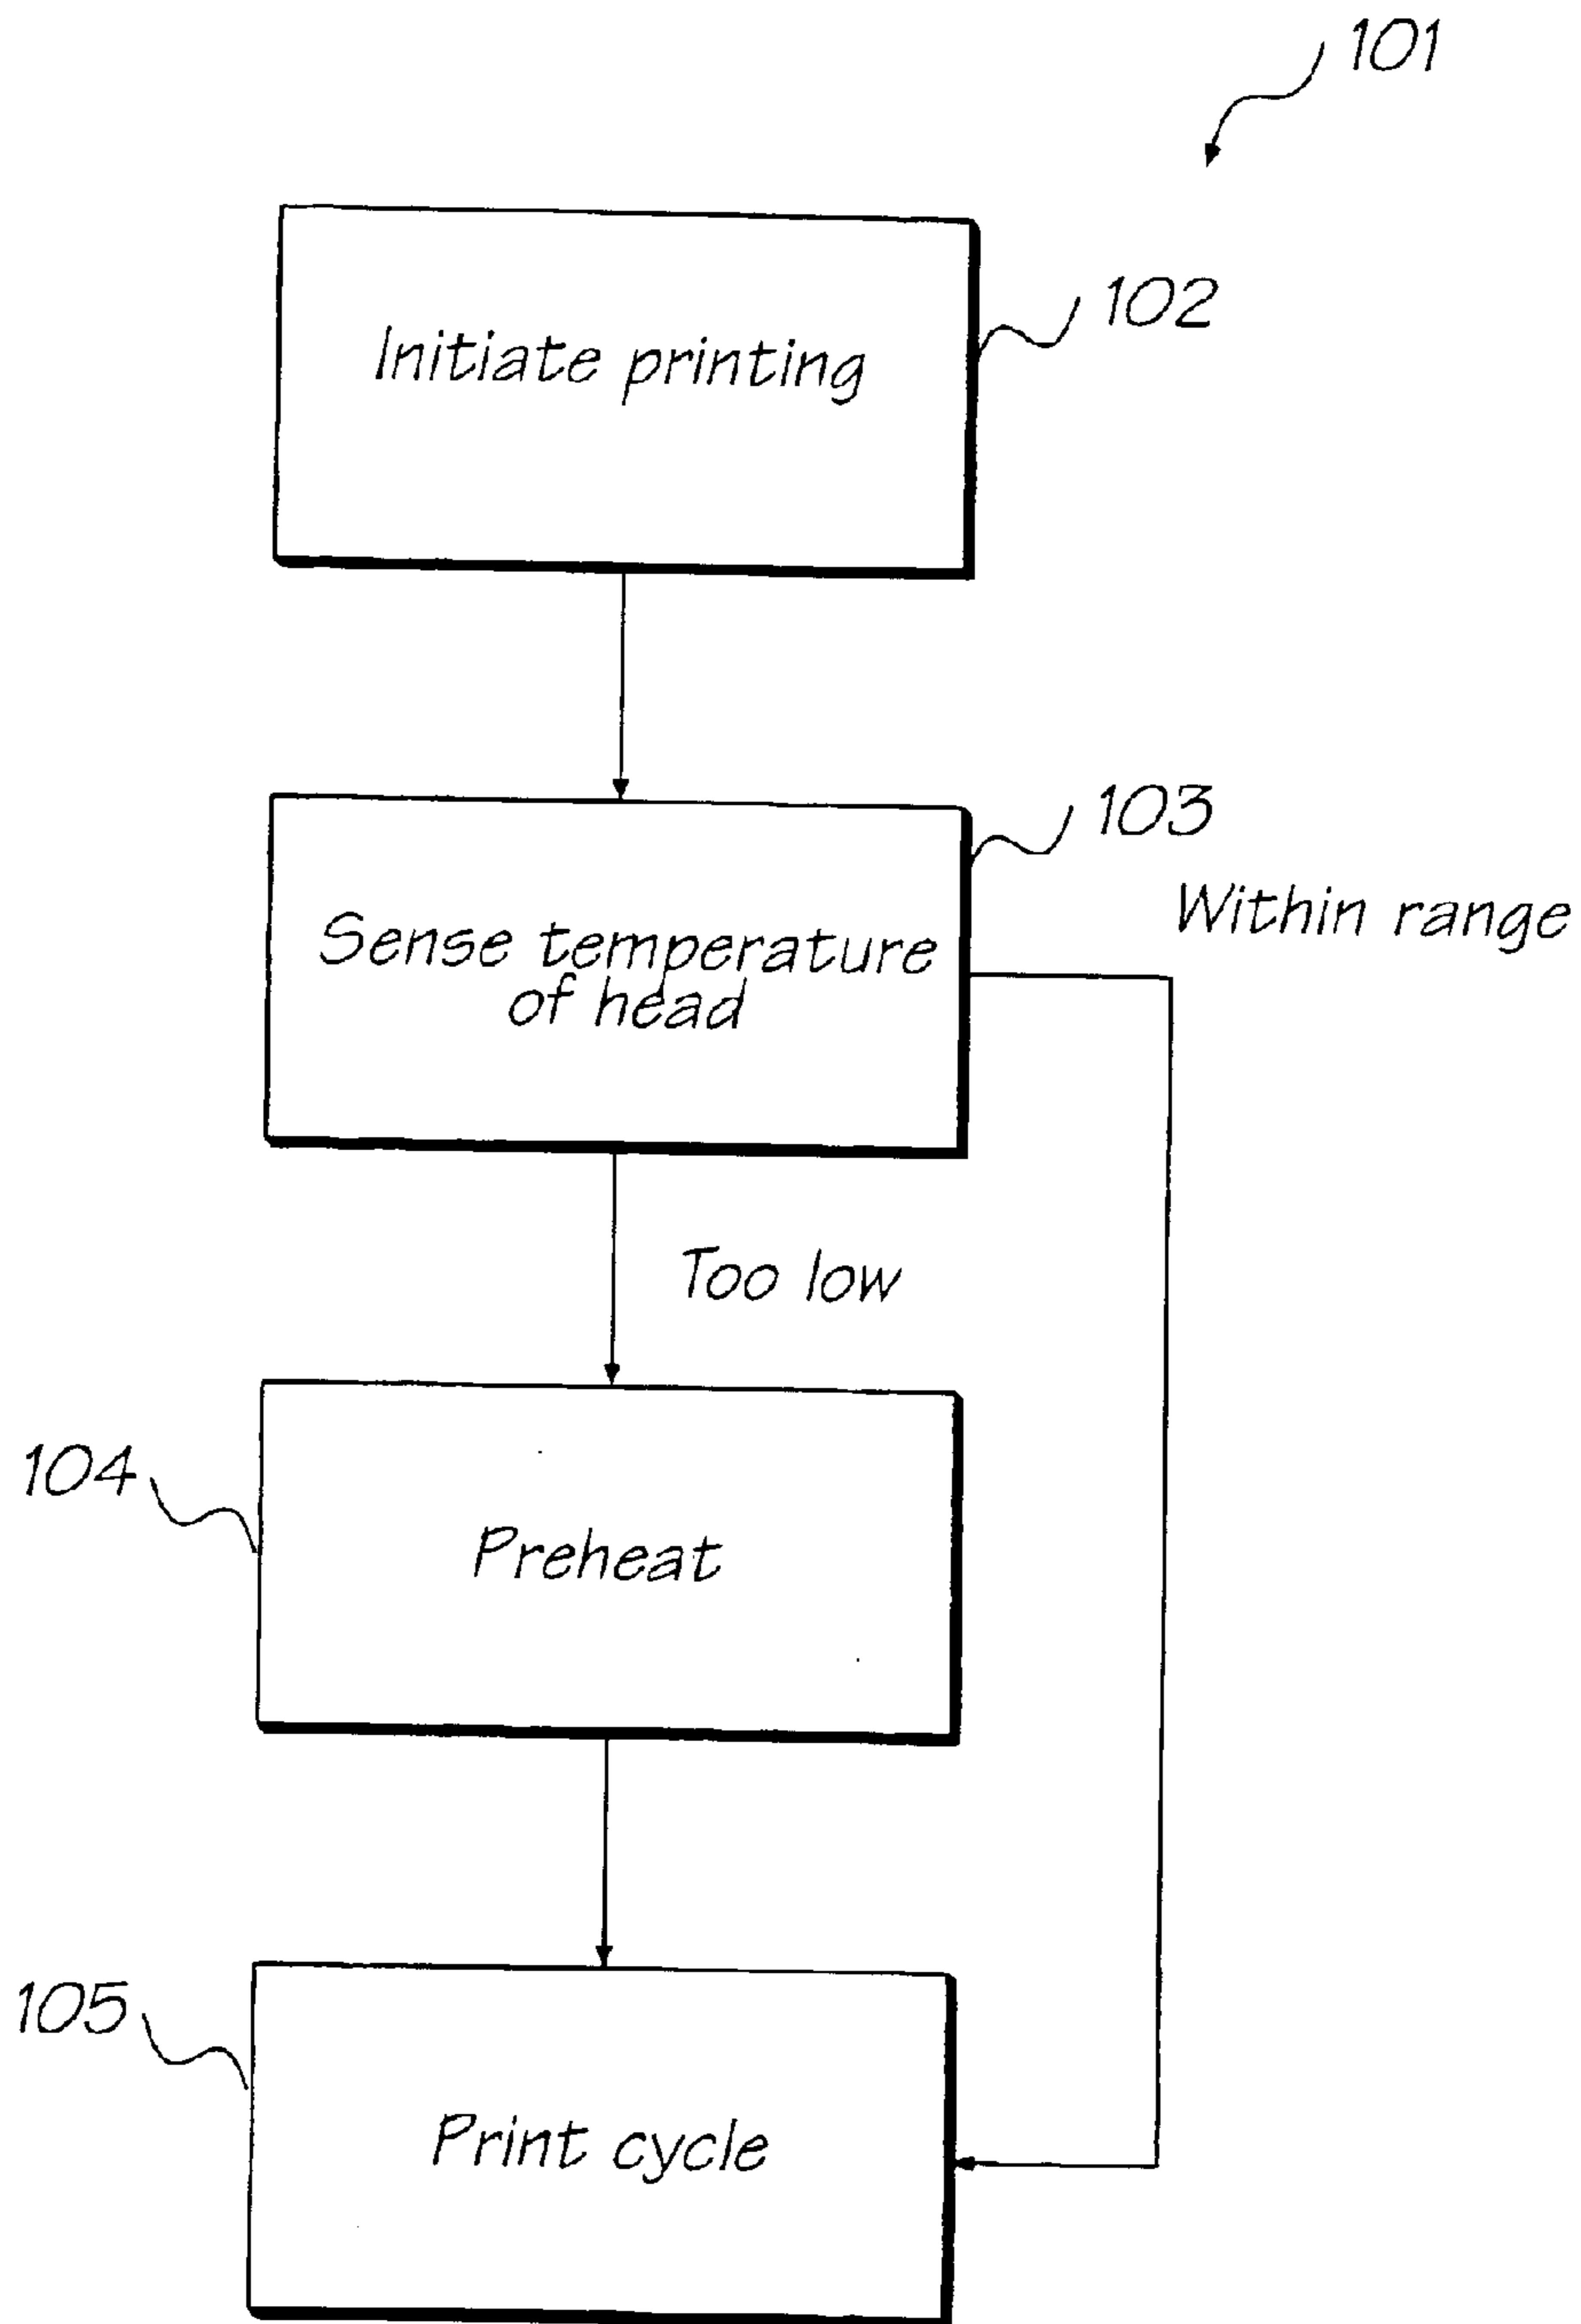 101
102
Initiate printing
103
Within range
Sense temperature
of head
Too low
104
Preheat
105
Print cycle